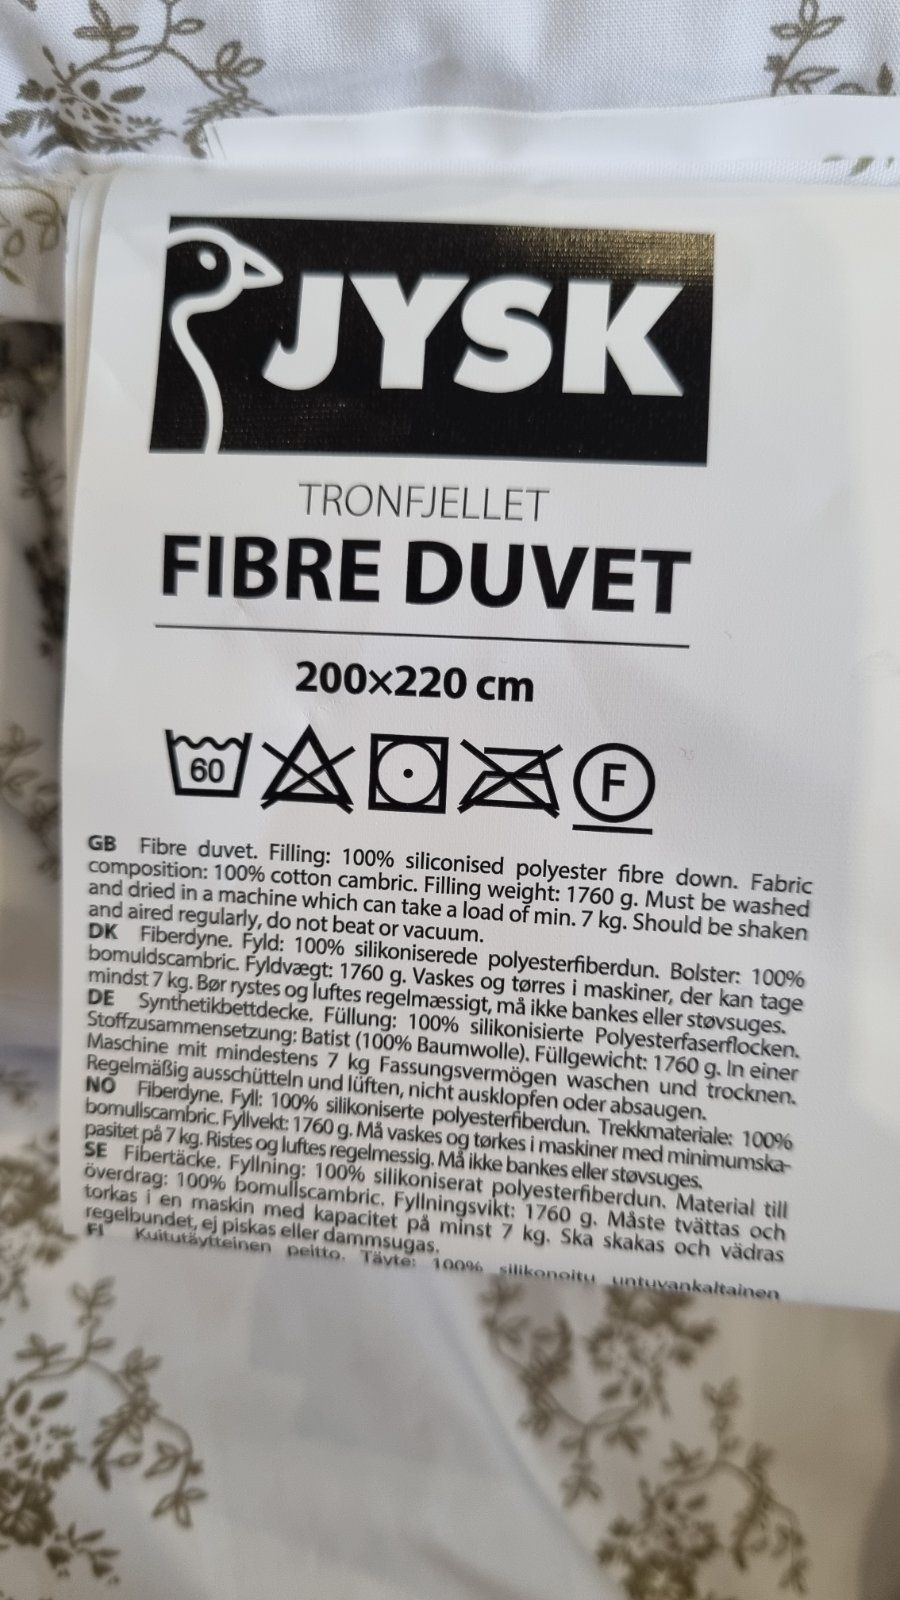 JYSK
TRONFJELLET
FIBRE DUVET
200×220 cm
60
F
GB Fibre duvet. Filling: 100% siliconised polyester fibre down. Fabric
composition: 100% cotton cambric. Filling weight: 1760 g. Must be washed
and dried in a machine which can take a load of min. 7 kg. Should be shaken
and aired regularly, do not beat or vacuum.
DK Fiberdyne. Fyld: 100% silikoniserede polyesterfiberdun. Bolster: 100%
bomuldscambric. Fyldvægt: 1760 g. Vaskes og tørres i maskiner, der kan tage
mindst 7 kg. Bør rystes og luftes regelmæssigt, må ikke bankes eller støvsuges.
DE Synthetikbettdecke. Füllung: 100% silikonisierte Polyesterfaserflocken.
Stoffzusammensetzung: Batist (100% Baumwolle). Füllgewicht: 1760 g. In einer
Maschine mit mindestens 7 kg Fassungsvermögen waschen und trocknen.
Regelmäßig ausschütteln und lüften, nicht ausklopfen oder absaugen.
NO Fiberdyne. Fyll: 100% silikoniserte polyesterfiberdun. Trekkmateriale: 100%
bomullscambric. Fyllvekt: 1760 g. Må vaskes og tørkes i maskiner med minimumska-
pasitet på 7 kg. Ristes og luftes regelmessig. Må ikke bankes eller støvsuges.
SE Fibertäcke. Fyllning: 100% silikoniserat polyesterfiberdun. Material till
överdrag: 100% bomullscambric. Fyllningsvikt: 1760 g. Måste tvättas och
torkas i en maskin med kapacitet på minst 7 kg. Ska skakas och vädras
regelbundet, ej piskas eller dammsugas.
FI Kuitutäytteinen peitto. Täyte: 100% silikonoitu untuvankaltainen